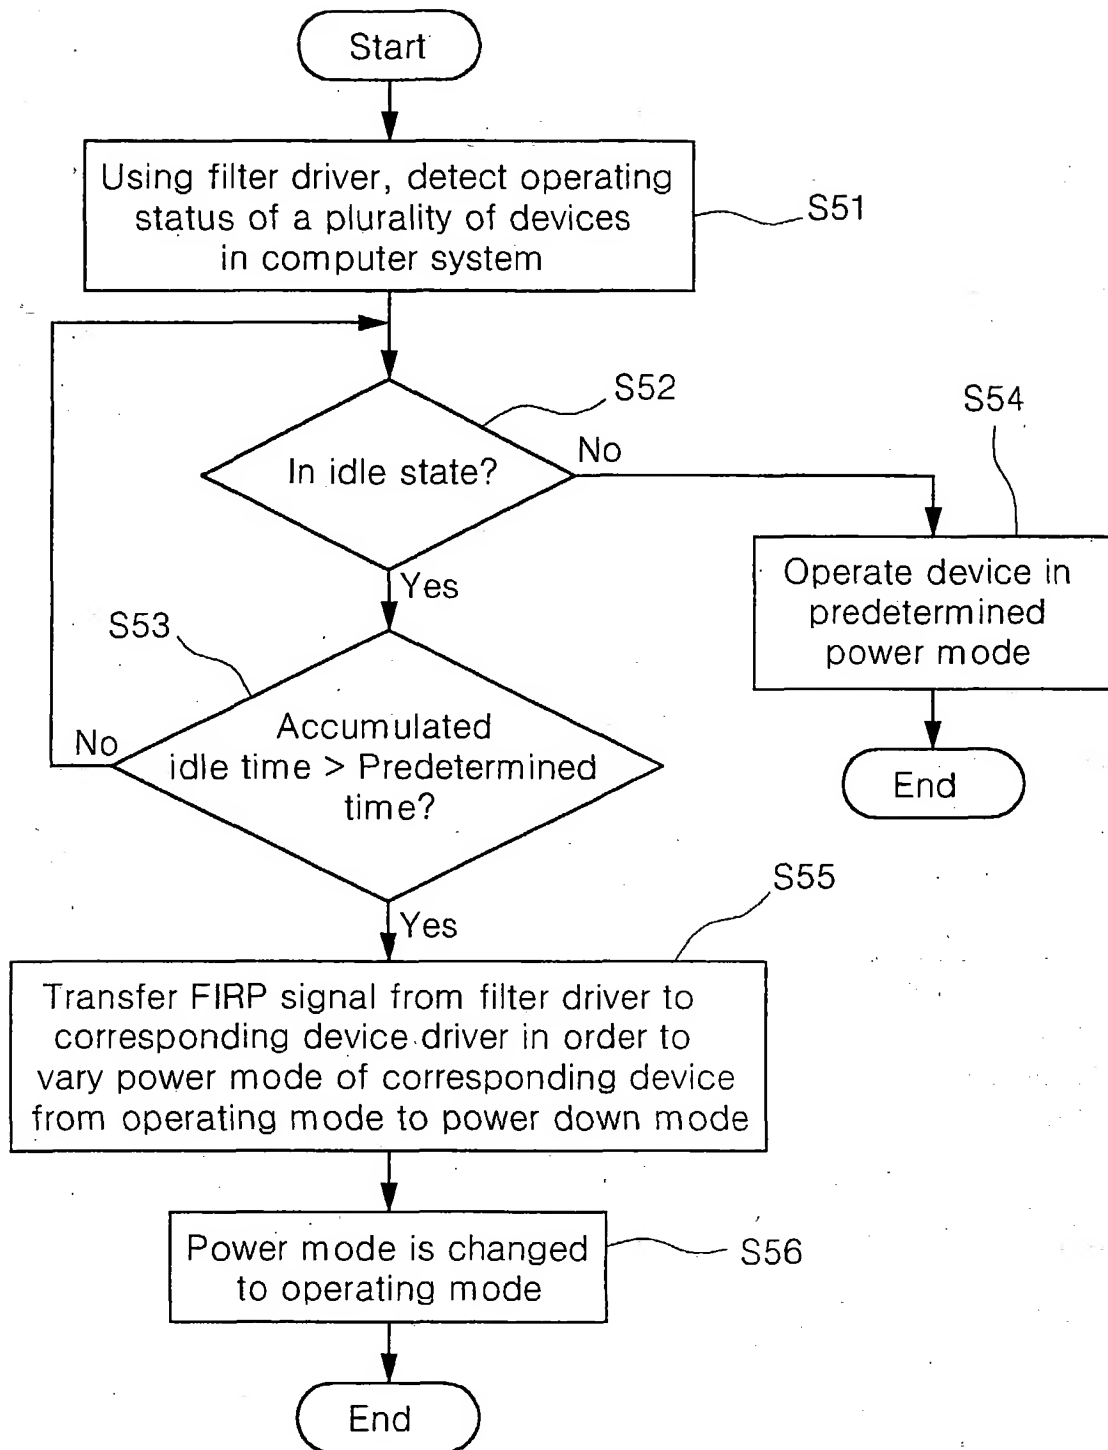 Start
Using filter driver, detect operating
status of a plurality of devices
in computer system
S51
S52
In idle state?
No
S54
Operate device in
predetermined
power mode
End
Yes
S53
No
Accumulated
idle time > Predetermined
time?
Yes
S55
Transfer FIRP signal from filter driver to
corresponding device driver in order to
vary power mode of corresponding device
from operating mode to power down mode
Power mode is changed
to operating mode
S56
End